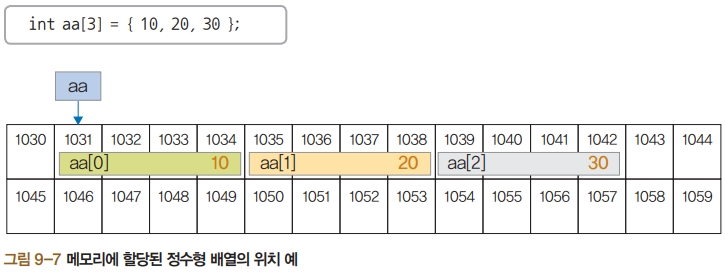 int aa[3] = { 10, 20, 30 };
aa
1030 1031 1032 1033 1034 1035 1036 1037 1038 1039 1040 1041 1042 1043 1044
aa[0] 10 aa[1] 20 aa[2] 30
1045 1046 1047 1048 1049 1050 1051 1052 1053 1054 1055 1056 1057 1058 1059
그림 9-7 메모리에 할당된 정수형 배열의 위치 예